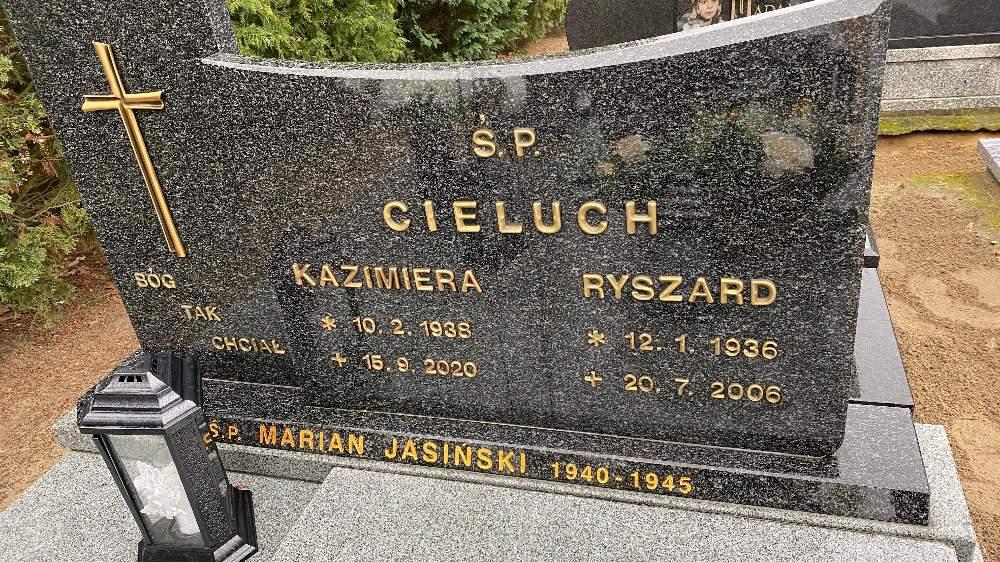 Ś.P.
CIELUCH
KAZIMIERA
* 10. 2. 1938
+ 15. 9. 2020
RYSZARD
* 12. 1. 1936
+ 20. 7. 2006
BÓG
TAK
CHCIAŁ
Ś.P. MARIAN JASIŃSKI 1940-1945